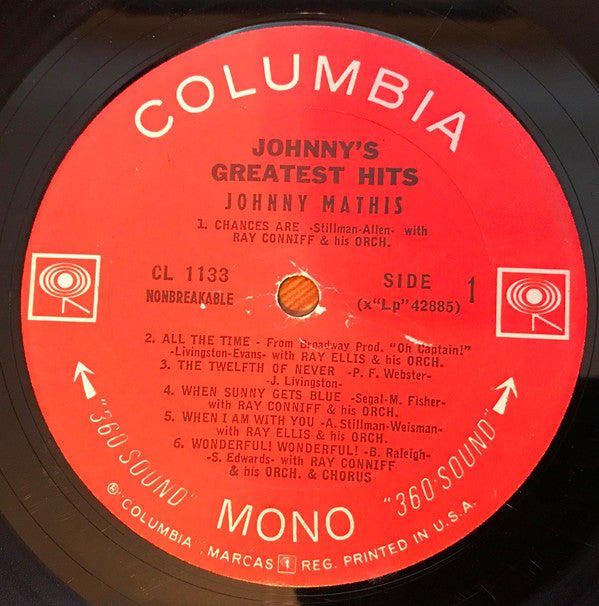 COLUMBIA
JOHNNY'S
GREATEST HITS
JOHNNY MATHIS
1. CHANCES ARE -Stillman-Allen- with
RAY CONNIFF & his ORCH.
CL 1133
NONBREAKABLE
SIDE 1
(x"Lp" 42885)
2. ALL THE TIME - From Broadway Prod. "Oh Captain!"
-Livingston-Evans- with RAY ELLIS & his ORCH.
3. THE TWELFTH OF NEVER -P. F. Webster-
-J. Livingston-
4. WHEN SUNNY GETS BLUE -Segal-M. Fisher-
-with RAY CONNIFF & his ORCH.
5. WHEN I AM WITH YOU -A. Stillman-Weisman-
-with RAY ELLIS & his ORCH.
6. WONDERFUL! WONDERFUL! -B. Raleigh-
-S. Edwards- with RAY CONNIFF
& his ORCH. & CHORUS
"360 SOUND"
MONO
"360 SOUND"
® "COLUMBIA", MARCAS REG. PRINTED IN U.S.A.